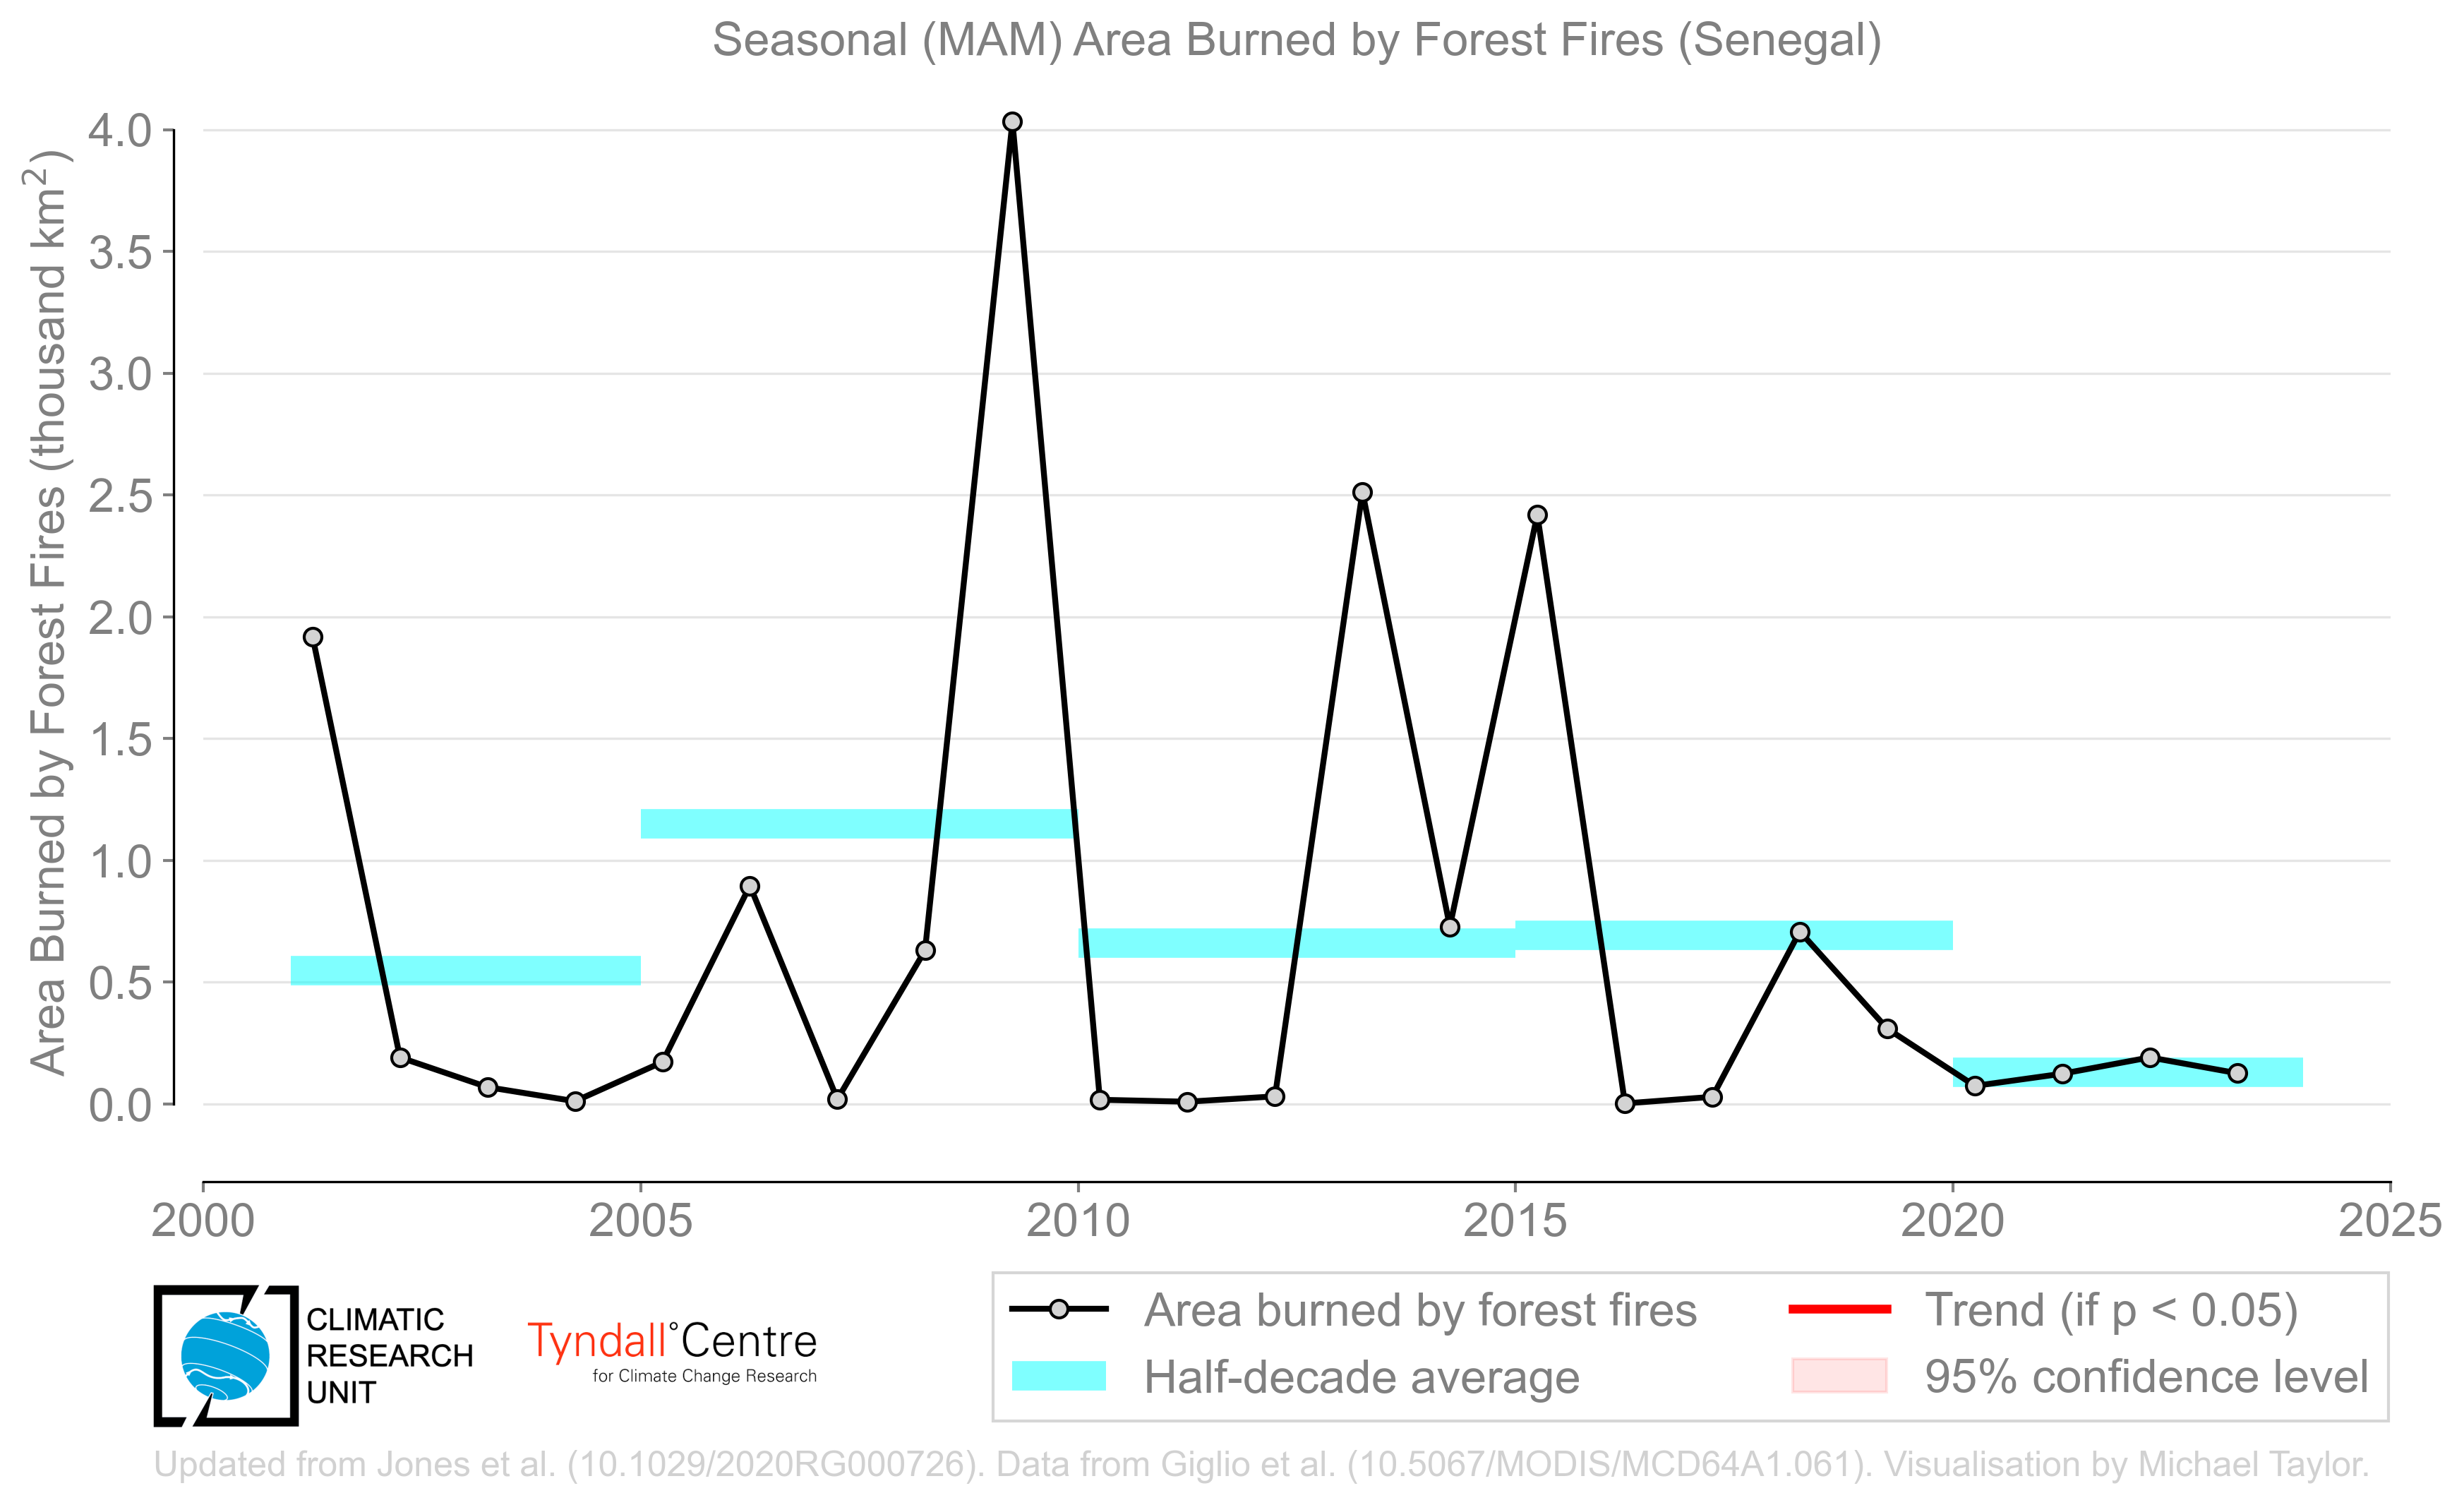 Seasonal (MAM) Area Burned by Forest Fires (Senegal)
Area Burned by Forest Fires (thousand km²)
4.0
3.5
3.0
2.5
2.0
1.5
1.0
0.5
0.0
2000 2005 2010 2015 2020 2025
CLIMATIC
RESEARCH
UNIT
Tyndall°Centre
for Climate Change Research
Area burned by forest fires
Half-decade average
Trend (if p < 0.05)
95% confidence level
Updated from Jones et al. (10.1029/2020RG000726). Data from Giglio et al. (10.5067/MODIS/MCD64A1.061). Visualisation by Michael Taylor.